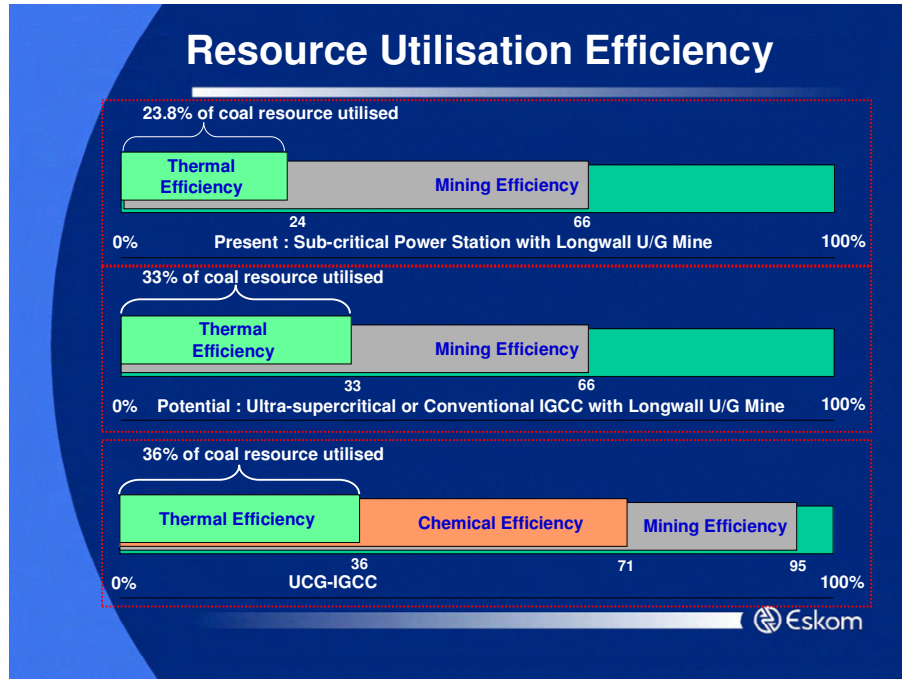 Resource Utilisation Efficiency
23.8% of coal resource utilised
Thermal
Efficiency
Mining Efficiency
24
66
0%
Present : Sub-critical Power Station with Longwall U/G Mine
100%
33% of coal resource utilised
Thermal
Efficiency
Mining Efficiency
33
66
0%
Potential : Ultra-supercritical or Conventional IGCC with Longwall U/G Mine
100%
36% of coal resource utilised
Thermal Efficiency
Chemical Efficiency
Mining Efficiency
36
71
95
0%
UCG-IGCC
100%
Eskom